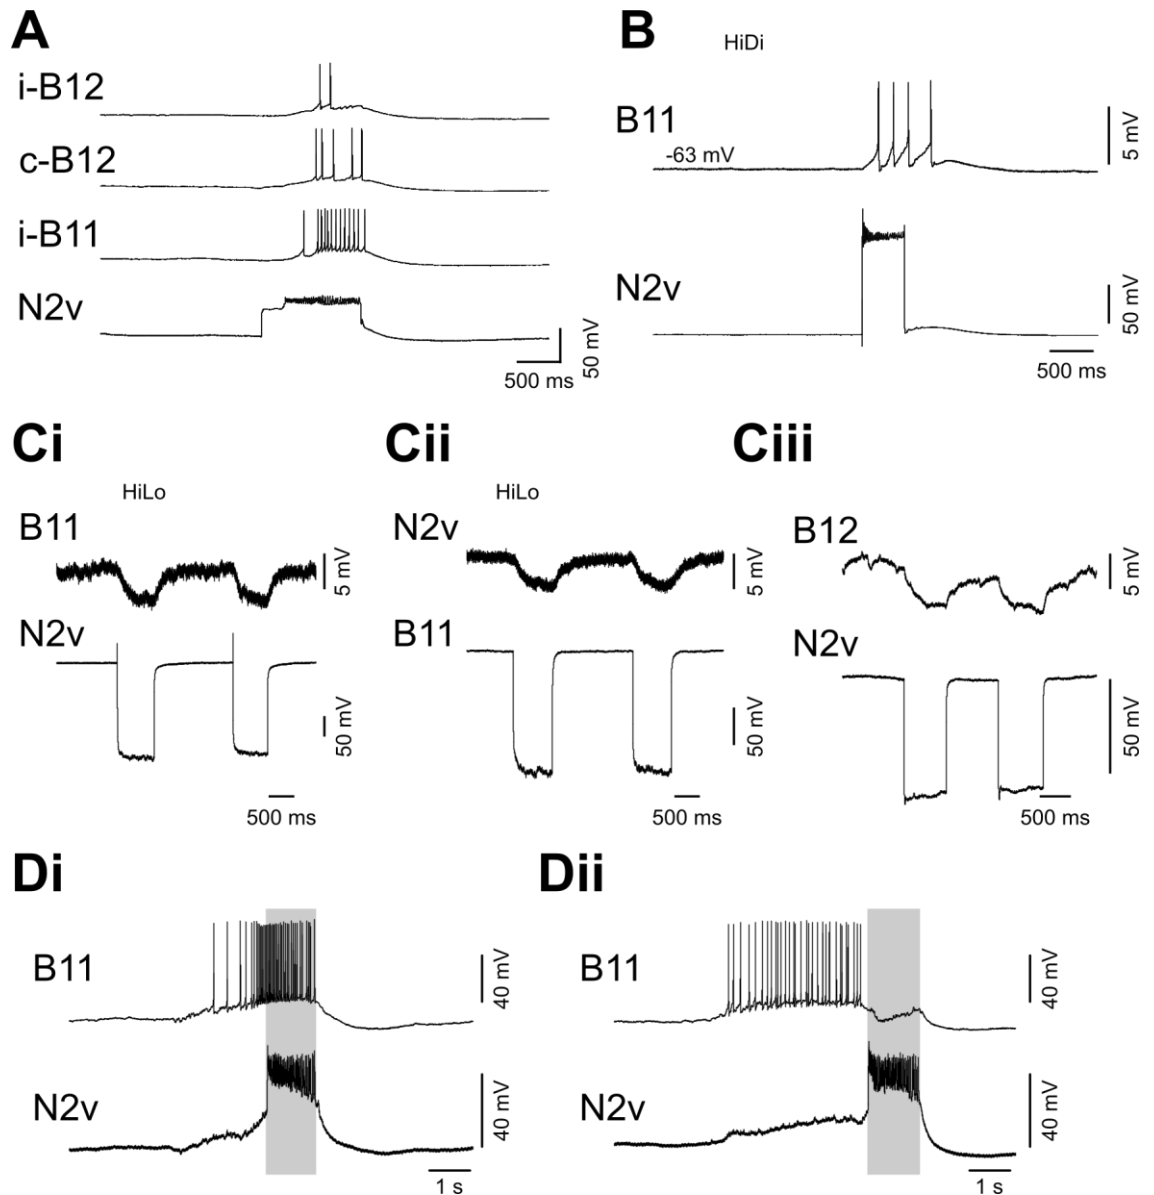 A
i-B12
c-B12
i-B11
N2v
50 mV
500 ms
B
HiDi
B11
-63 mV
5 mV
N2v
50 mV
500 ms
Ci
HiLo
B11
5 mV
N2v
50 mV
500 ms
Cii
HiLo
N2v
5 mV
B11
50 mV
500 ms
Ciii
B12
5 mV
N2v
50 mV
500 ms
Di
B11
40 mV
N2v
40 mV
1 s
Dii
B11
40 mV
N2v
40 mV
1 s